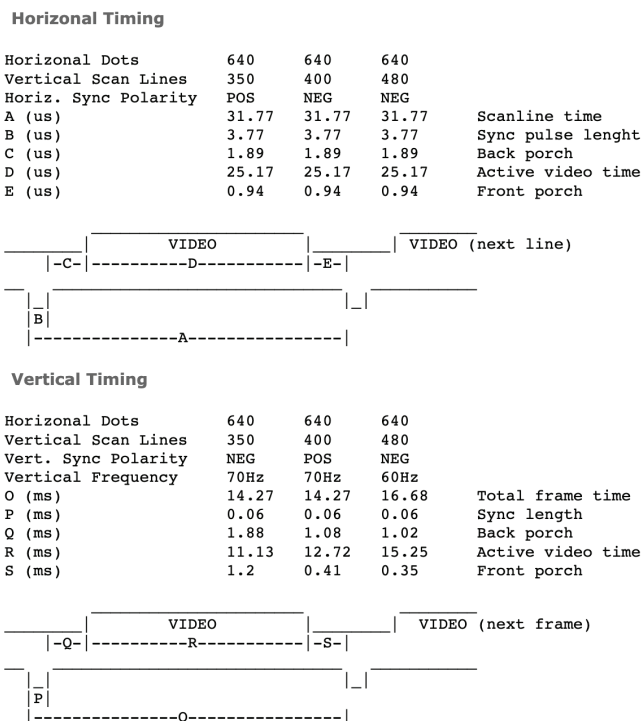 Horizonal Timing
Horizonal Dots 640 640 640
Vertical Scan Lines 350 400 480
Horiz. Sync Polarity POS NEG NEG
A (us) 31.77 31.77 31.77 Scanline time
B (us) 3.77 3.77 3.77 Sync pulse lenght
C (us) 1.89 1.89 1.89 Back porch
D (us) 25.17 25.17 25.17 Active video time
E (us) 0.94 0.94 0.94 Front porch
________| VIDEO |________| VIDEO (next line)
|-C-|----------D-----------|-E-|
|_| |_|
|B|
|---------------A----------------|
Vertical Timing
Horizonal Dots 640 640 640
Vertical Scan Lines 350 400 480
Vert. Sync Polarity NEG POS NEG
Vertical Frequency 70Hz 70Hz 60Hz
O (ms) 14.27 14.27 16.68 Total frame time
P (ms) 0.06 0.06 0.06 Sync length
Q (ms) 1.88 1.08 1.02 Back porch
R (ms) 11.13 12.72 15.25 Active video time
S (ms) 1.2 0.41 0.35 Front porch
________| VIDEO |________| VIDEO (next frame)
|-Q-|----------R-----------|-S-|
|_| |_|
|P|
|---------------O----------------|